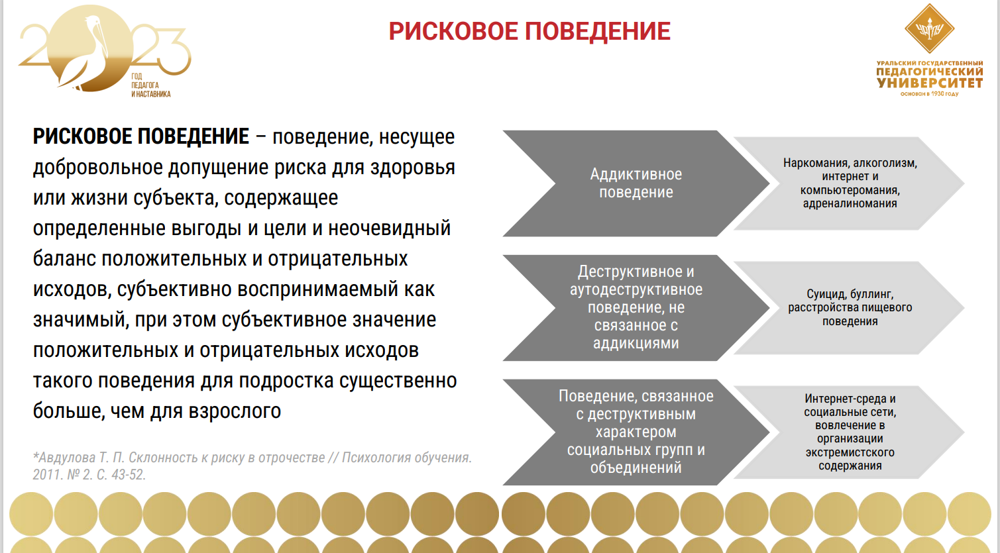 РИСКОВОЕ ПОВЕДЕНИЕ
2023
ГОД
ПЕДАГОГА
И НАСТАВНИКА
УРГПУ
УРАЛЬСКИЙ ГОСУДАРСТВЕННЫЙ
ПЕДАГОГИЧЕСКИЙ
УНИВЕРСИТЕТ
ОСНОВАН В 1930 ГОДУ
РИСКОВОЕ ПОВЕДЕНИЕ – поведение, несущее
добровольное допущение риска для здоровья
или жизни субъекта, содержащее
определенные выгоды и цели и неочевидный
баланс положительных и отрицательных
исходов, субъективно воспринимаемый как
значимый, при этом субъективное значение
положительных и отрицательных исходов
такого поведения для подростка существенно
больше, чем для взрослого
*Авдулова Т. П. Склонность к риску в отрочестве // Психология обучения.
2011. № 2. С. 43-52.
Аддиктивное
поведение
Наркомания, алкоголизм,
интернет и
компьютеромания,
адреналиномания
Деструктивное и
аутодеструктивное
поведение, не
связанное с
аддикциями
Суицид, буллинг,
расстройства пищевого
поведения
Поведение, связанное
с деструктивным
характером
социальных групп и
объединений
Интернет-среда и
социальные сети,
вовлечение в
организации
экстремистского
содержания